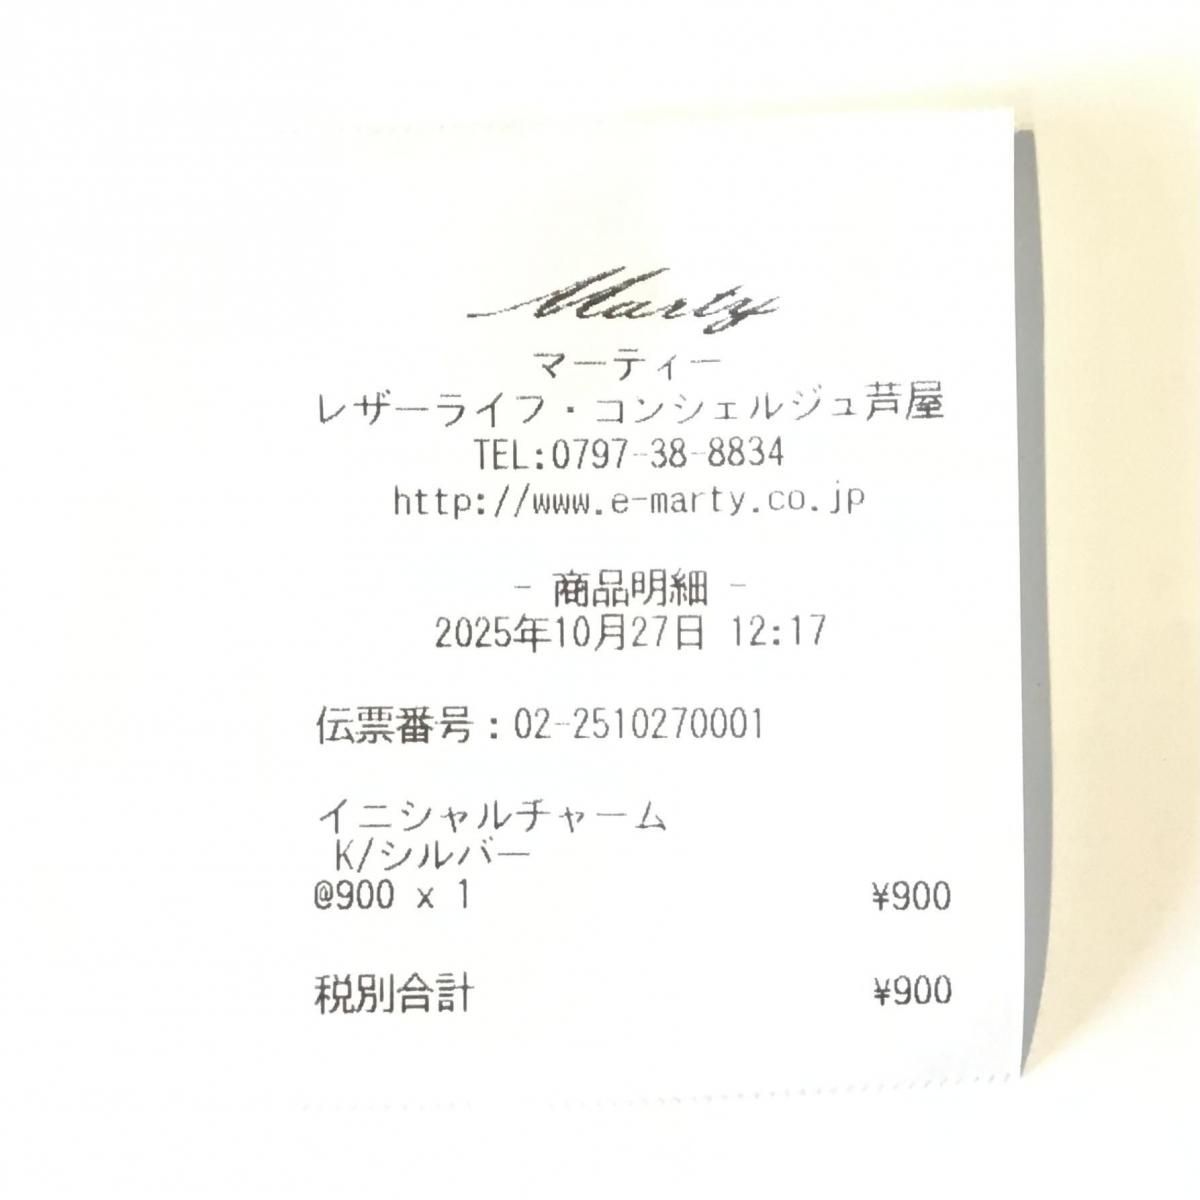 Marty
マーティー
レザーライフ・コンシェルジュ芦屋
TEL:0797-38-8834
http://www.e-marty.co.jp
- 商品明細 -
2025年10月27日 12:17
伝票番号：02-2510270001
イニシャルチャーム
K/シルバー
@900 x 1 ¥900
税別合計 ¥900